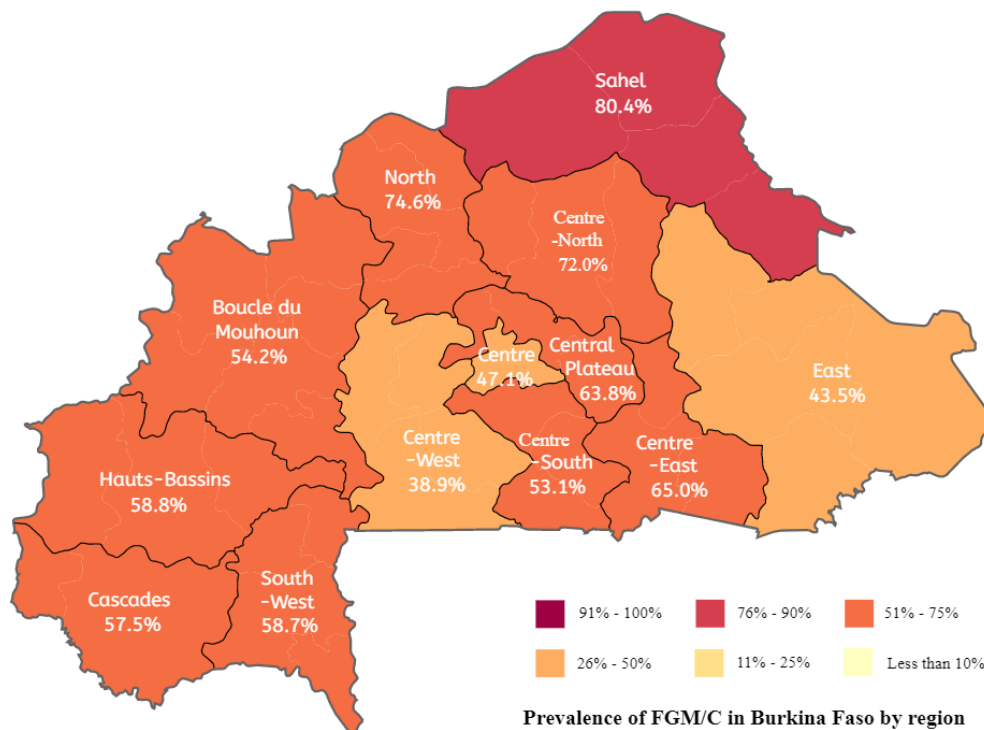 Sahel
80.4%
North
74.6%
Centre
-North
72.0%
Boucle du
Mouhoun
54.2%
Centre
47.1%
Central
Plateau
63.8%
East
43.5%
Centre
-West
38.9%
Centre
-South
53.1%
Centre
-East
65.0%
Hauts-Bassins
58.8%
Cascades
57.5%
South
-West
58.7%
91% - 100%
76% - 90%
51% - 75%
26% - 50%
11% - 25%
Less than 10%
Prevalence of FGM/C in Burkina Faso by region